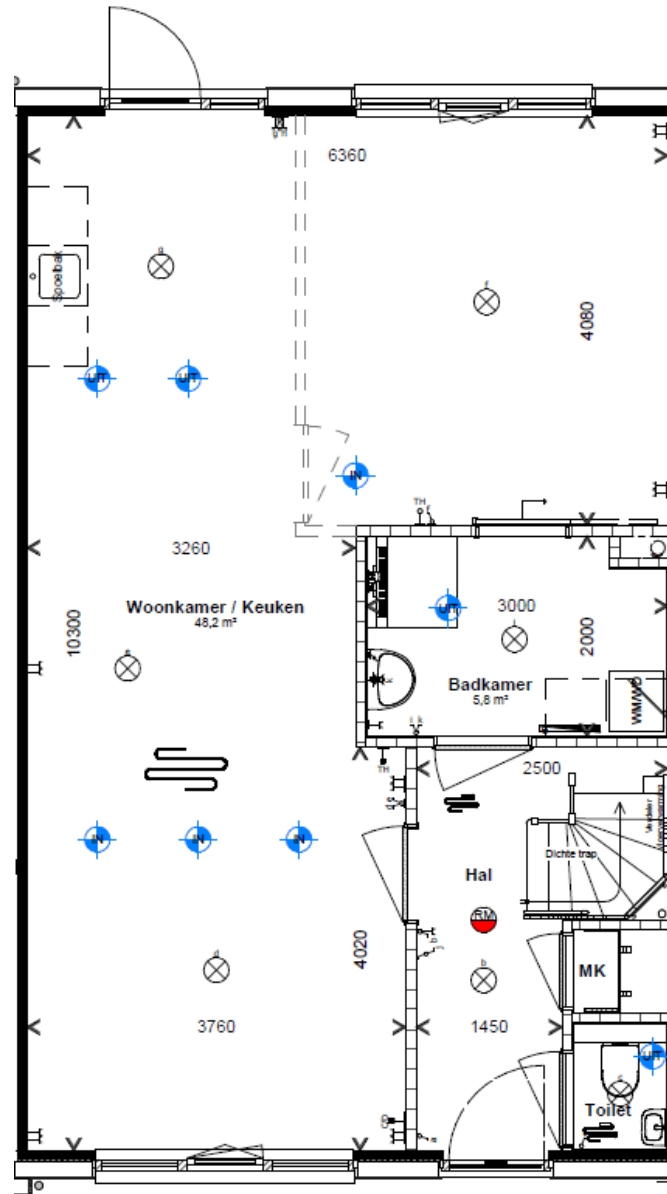 6360
Spoelbak
g
f
4080
UIT
UIT
IN
TH
f
3260
UIT
3000
Woonkamer / Keuken
48,2 m²
10300
2000
e
i
k
Badkamer
5,8 m²
WM/WD
i k
TH
2500
d e
Verdeler
vloerverwarming
Dichte trap
IN
IN
IN
Hal
RM
b
j
4020
d
b
MK
3760
1450
UIT
c
Toilet
a